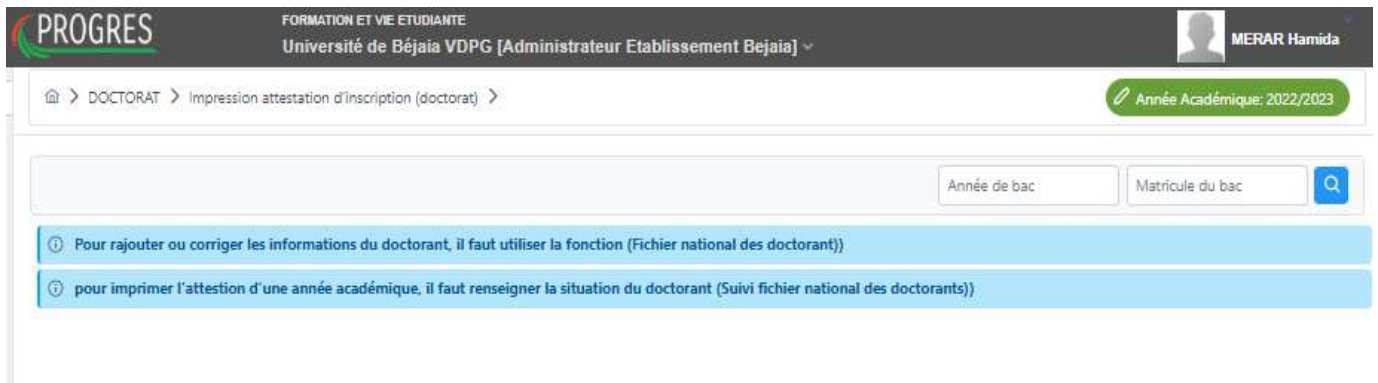 PROGRES
FORMATION ET VIE ETUDIANTE
Université de Béjaia VDPG [Administrateur Etablissement Bejaia]
MERAR Hamida
DOCTORAT > Impression attestation d'inscription (doctorat) >
Année Académique: 2022/2023
Année de bac
Matricule du bac
Pour rajouter ou corriger les informations du doctorant, il faut utiliser la fonction (Fichier national des doctorant))
pour imprimer l'attestion d'une année académique, il faut renseigner la situation du doctorant (Suivi fichier national des doctorants))